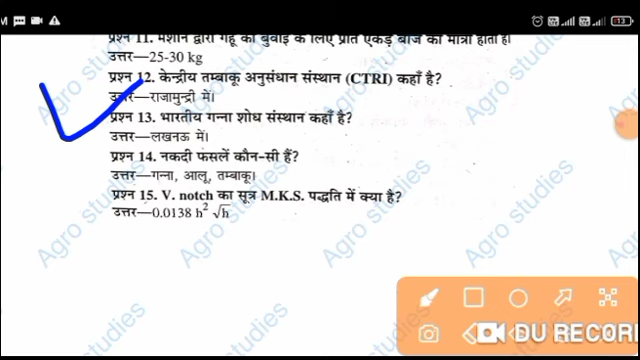 प्रश्न 11. मशीन द्वारा गेहूँ की बुवाई के लिए प्रति एकड़ बीज की मात्रा होती है।
उत्तर—25-30 kg
प्रश्न 12. केन्द्रीय तम्बाकू अनुसंधान संस्थान (CTRI) कहाँ है?
उत्तर—राजामुन्द्री में।
प्रश्न 13. भारतीय गन्ना शोध संस्थान कहाँ है?
उत्तर—लखनऊ में।
प्रश्न 14. नकदी फसलें कौन-सी हैं?
उत्तर—गन्ना, आलू, तम्बाकू।
प्रश्न 15. V. notch का सूत्र M.K.S. पद्धति में क्या है?
उत्तर—0.0138 h² √h
Agro studies
DU RECORI